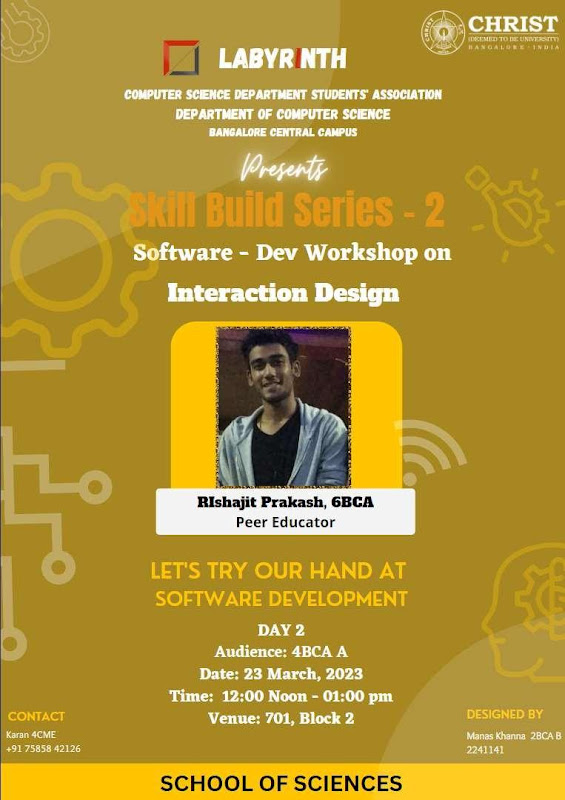 CHRIST
(DEEMED TO BE UNIVERSITY)
BANGALORE · INDIA
LABYRINTH
COMPUTER SCIENCE DEPARTMENT STUDENTS' ASSOCIATION
DEPARTMENT OF COMPUTER SCIENCE
BANGALORE CENTRAL CAMPUS
Presents
Skill Build Series - 2
Software - Dev Workshop on
Interaction Design
RIshajit Prakash, 6BCA
Peer Educator
LET'S TRY OUR HAND AT
SOFTWARE DEVELOPMENT
DAY 2
Audience: 4BCA A
Date: 23 March, 2023
Time: 12:00 Noon - 01:00 pm
Venue: 701, Block 2
CONTACT
Karan 4CME
+91 75858 42126
DESIGNED BY
Manas Khanna 2BCA B
2241141
SCHOOL OF SCIENCES